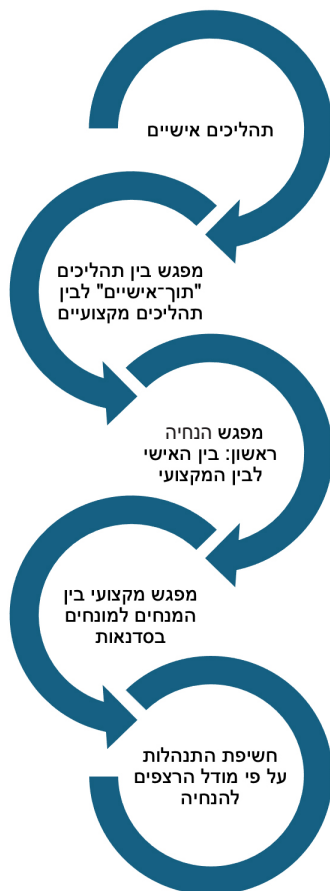 תהליכים אישיים
מפגש בין תהליכים
"תוך־אישיים" לבין
תהליכים מקצועיים
מפגש הנחיה
ראשון: בין האישי
לבין המקצועי
מפגש מקצועי בין
המנחים למונחים
בסדנאות
חשיפת התנהלות
על פי מודל הרצפים
להנחיה